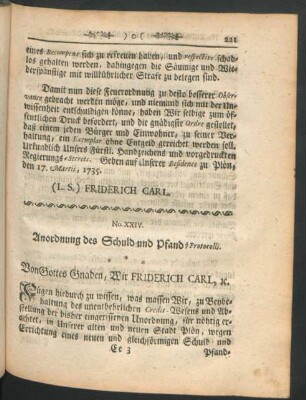 )o(
221
eines Recompens sich zu erfreuen haben, und respectivè schad-
los gehalten werden, dahingegen die Säumige und Wie-
derspänstige mit willkührlicher Strafe zu belegen sind.
Damit nun diese Feuerordnung zu desto besserer Obser-
vance gedracht werden möge, und niemand sich mit der Un-
wissenheit entschuldigen könne, haben Wir selbige zum öf-
fentlichen Druck befordert, und die gnädigste Ordre gestellet,
daß einem jeden Bürger und Einwohner, zu seiner Ver-
haltung, ein Exemplar ohne Entgeld gerichet werden soll.
Urkundlich Unsers Fürstl. Handzeichens und vorgedruckten
Regierungs-Secrets. Geben auf Unserer Residence zu Plön,
den 17. Martii, 1735.
(L. S.) FRIDERICH CARL.
No. XXIV.
Anordnung des Schuld- und Pfand-Protocolli.
* * *
Von Gottes Gnaden, Wir FRIDERICH CARL, ꝛc.
Fügen hiedurch zu wissen, was massen Wir, zu Beybe-
haltung des unentbehrlichen Credit-Wesens und Ab-
stellung der bisher eingerissenen Unordnung, für nöthig er-
achtet, in Unserer alten und neuen Stadt Plön, wegen
Errichtung eines neuen und gleichförmigen Schuld- und
Ee 3
Pfand-